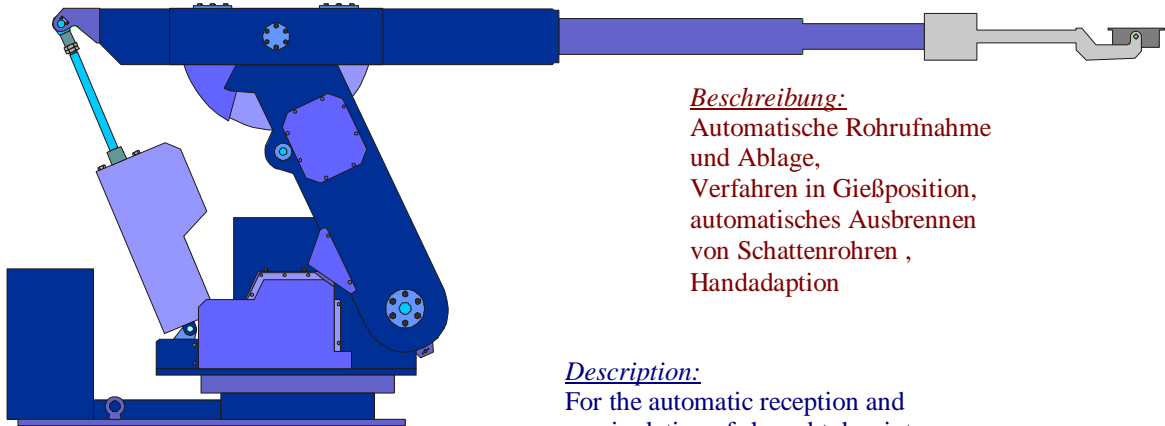 Beschreibung:
Automatische Rohrufnahme
und Ablage,
Verfahren in Gießposition,
automatisches Ausbrennen
von Schattenrohren ,
Handadaption
Description:
For the automatic reception and